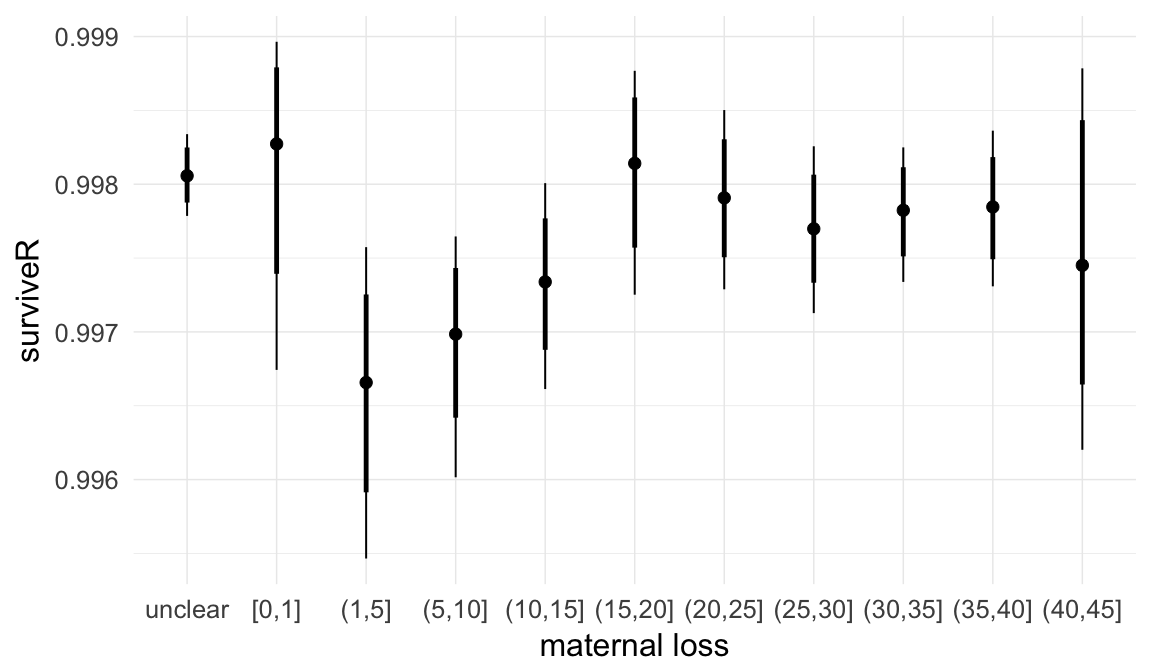 0.999
0.998
0.997
0.996
surviveR
unclear [0,1] (1,5] (5,10] (10,15] (15,20] (20,25] (25,30] (30,35] (35,40] (40,45]
maternal loss